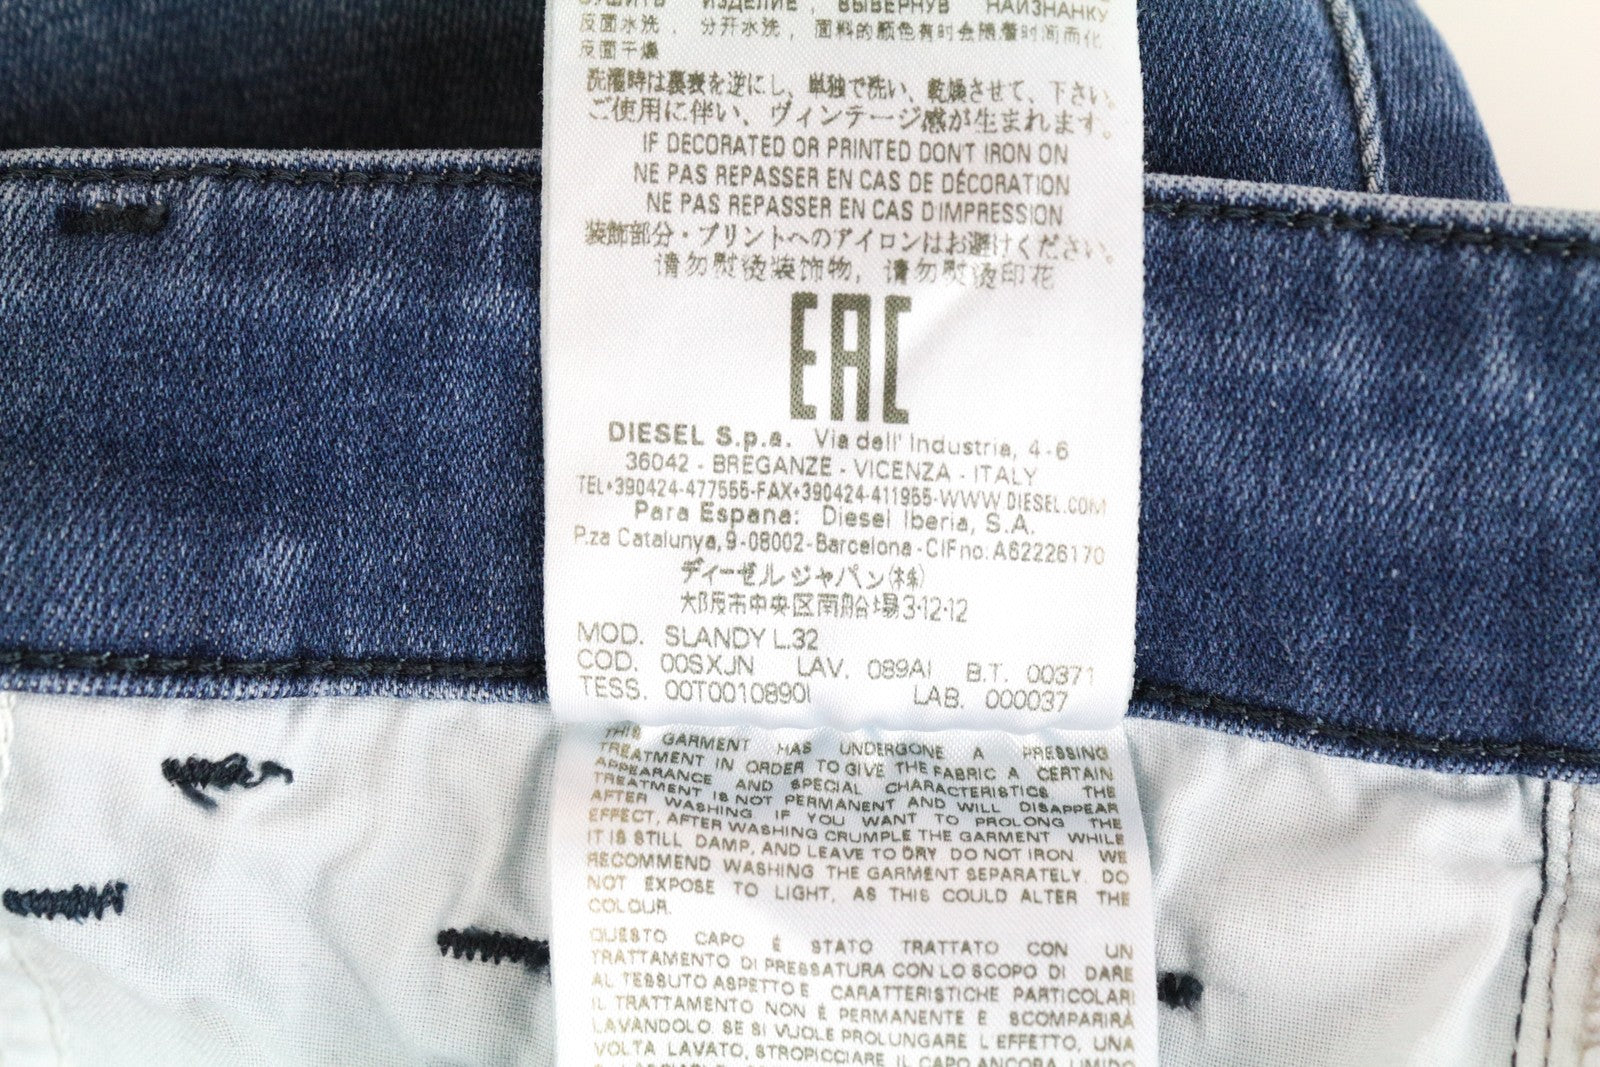 СУШИТЬ ИЗДЕЛИЕ, ВЫВЕРНУВ НАИЗНАНКУ
反面水洗， 分开水洗， 面料的颜色有时会随着时间而化
反面干燥
洗濯時は裏表を逆にし、単独で洗い、乾燥させて、下さい。
ご使用に伴い、ヴィンテージ感が生まれます。
IF DECORATED OR PRINTED DONT IRON ON
NE PAS REPASSER EN CAS DE DÉCORATION
NE PAS REPASSER EN CAS D'IMPRESSION
装飾部分・プリントへのアイロンはお避けください。
请勿熨烫装饰物, 请勿熨烫印花
EAC
DIESEL S.p.a. Via dell' Industria, 4-6
36042 - BREGANZE - VICENZA - ITALY
TEL+390424-477555-FAX+390424-411955-WWW.DIESEL.COM
Para Espana: Diesel Iberia, S.A.
P.za Catalunya, 9-08002-Barcelona-CIFno: A62226170
ディーゼル ジャパン(株)
大阪市中央区南船場3-12-12
MOD. SLANDY L.32
COD. 00SXJN LAV. 089AI B.T. 00371
TESS. 00T0010890I LAB. 000037
THIS GARMENT HAS UNDERGONE A PRESSING
TREATMENT IN ORDER TO GIVE THE FABRIC A CERTAIN
APPEARANCE AND SPECIAL CHARACTERISTICS. THE
TREATMENT IS NOT PERMANENT AND WILL DISAPPEAR
AFTER WASHING. IF YOU WANT TO PROLONG THE
EFFECT, AFTER WASHING CRUMPLE THE GARMENT WHILE
IT IS STILL DAMP, AND LEAVE TO DRY. DO NOT IRON. WE
RECOMMEND WASHING THE GARMENT SEPARATELY. DO
NOT EXPOSE TO LIGHT, AS THIS COULD ALTER THE
COLOUR.
QUESTO CAPO É STATO TRATTATO CON UN
TRATTAMENTO DI PRESSATURA CON LO SCOPO DI DARE
AL TESSUTO ASPETTO E CARATTERISTICHE PARTICOLARI
IL TRATTAMENTO NON É PERMANENTE E SCOMPARIRÀ
LAVANDOLO. SE SI VUOLE PROLUNGARE L'EFFETTO, UNA
VOLTA LAVATO, STROPICCIARE IL CAPO ANCORA UMIDO